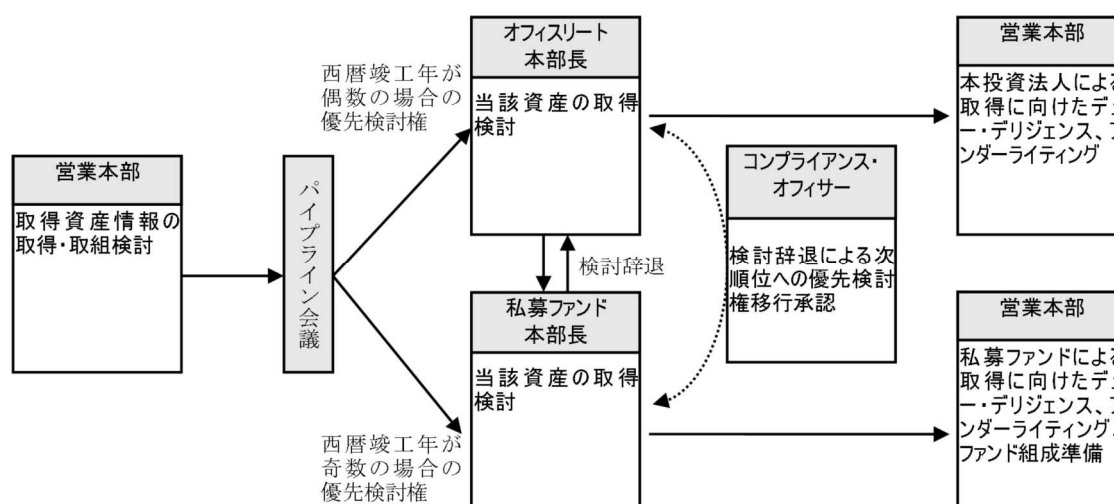 営業本部
取得資産情報の
取得・取組検討
パイプライン会議
西暦竣工年が
偶数の場合の
優先検討権
西暦竣工年が
奇数の場合の
優先検討権
オフィスリート
本部長
当該資産の取得
検討
検討辞退
私募ファンド
本部長
当該資産の取得
検討
コンプライアンス・
オフィサー
検討辞退による次
順位への優先検討
権移行承認
営業本部
本投資法人による
取得に向けたデュ
ー・デリジェンス、ア
ンダーライティング
営業本部
私募ファンドによる
取得に向けたデュ
ー・デリジェンス、ア
ンダーライティング、
ファンド組成準備